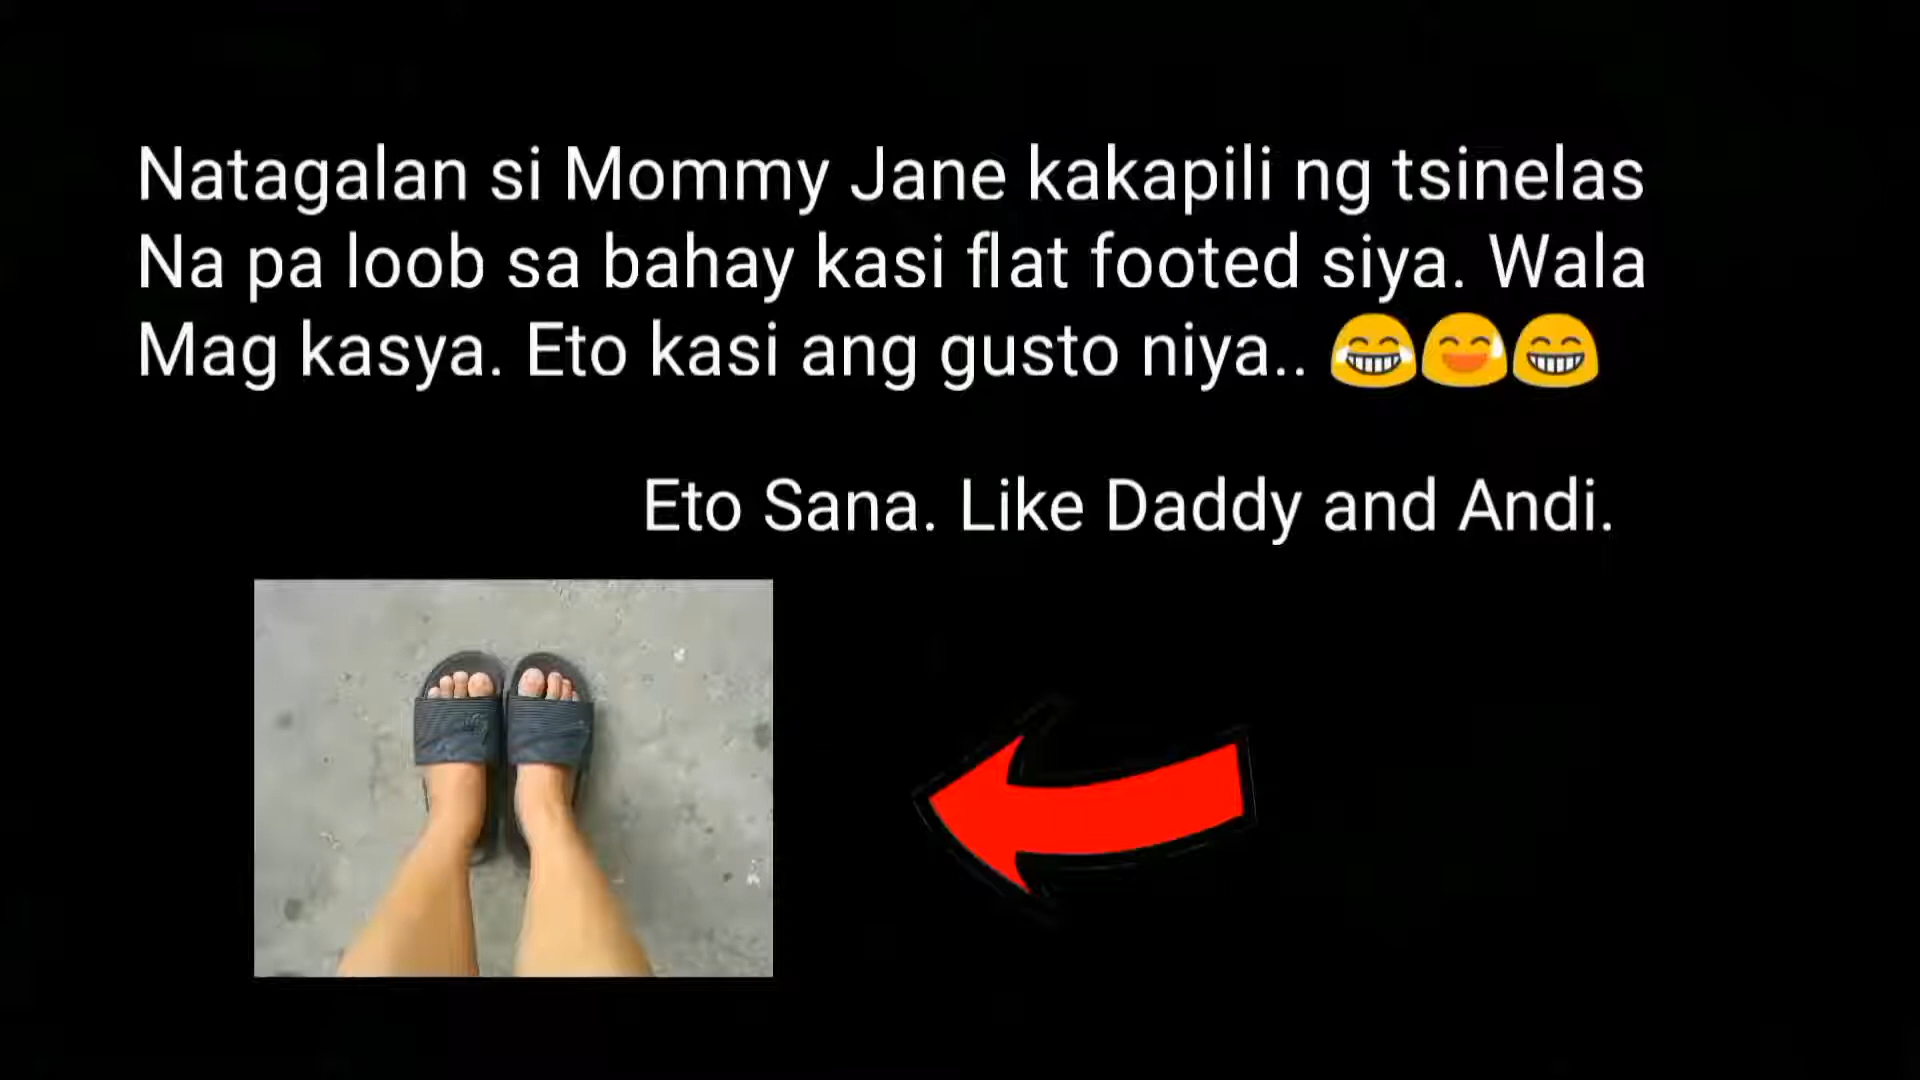 Natagalan si Mommy Jane kakapili ng tsinelas
Na pa loob sa bahay kasi flat footed siya. Wala
Mag kasya. Eto kasi ang gusto niya.. 😂😅😁
Eto Sana. Like Daddy and Andi.